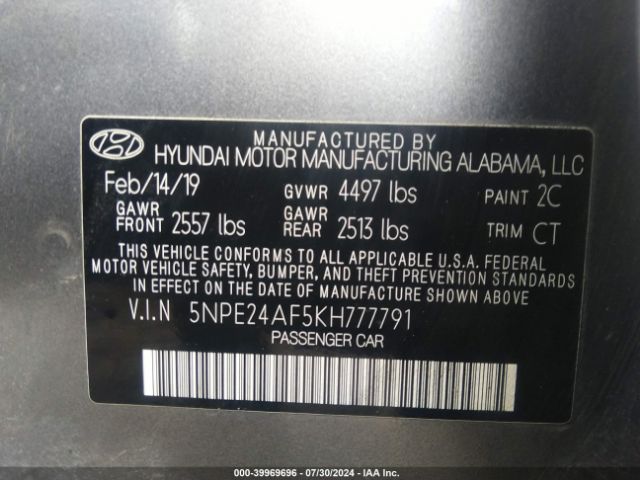 MANUFACTURED BY
HYUNDAI MOTOR MANUFACTURING ALABAMA, LLC
Feb/14/19 GVWR 4497 lbs PAINT 2C
GAWR FRONT 2557 lbs GAWR REAR 2513 lbs TRIM CT
THIS VEHICLE CONFORMS TO ALL APPLICABLE U.S.A. FEDERAL
MOTOR VEHICLE SAFETY, BUMPER, AND THEFT PREVENTION STANDARDS
IN EFFECT ON THE DATE OF MANUFACTURE SHOWN ABOVE.
V.I.N 5NPE24AF5KH777791
PASSENGER CAR
000-39969696 - 07/30/2024 - IAA Inc.